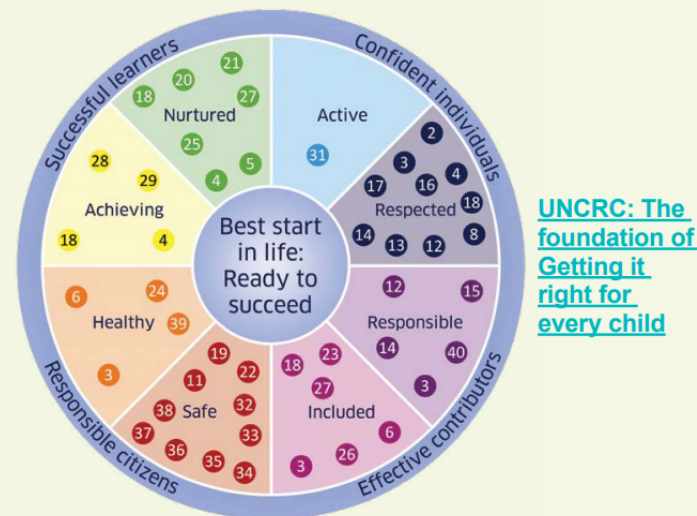 Successful learners
Confident individuals
21
20
27
18
Nurtured
25
5
4
Active
31
2
3
4
17
16
18
Respected
14
13
12
8
28
29
Achieving
18
4
Best start
in life:
Ready to
succeed
UNCRC: The
foundation of
Getting it
right for
every child
6
24
Healthy
39
3
12
15
Responsible
14
40
3
19
22
11
32
38
Safe
37
33
36
35
34
23
18
27
Included
6
26
3
Responsible citizens
Effective contributors